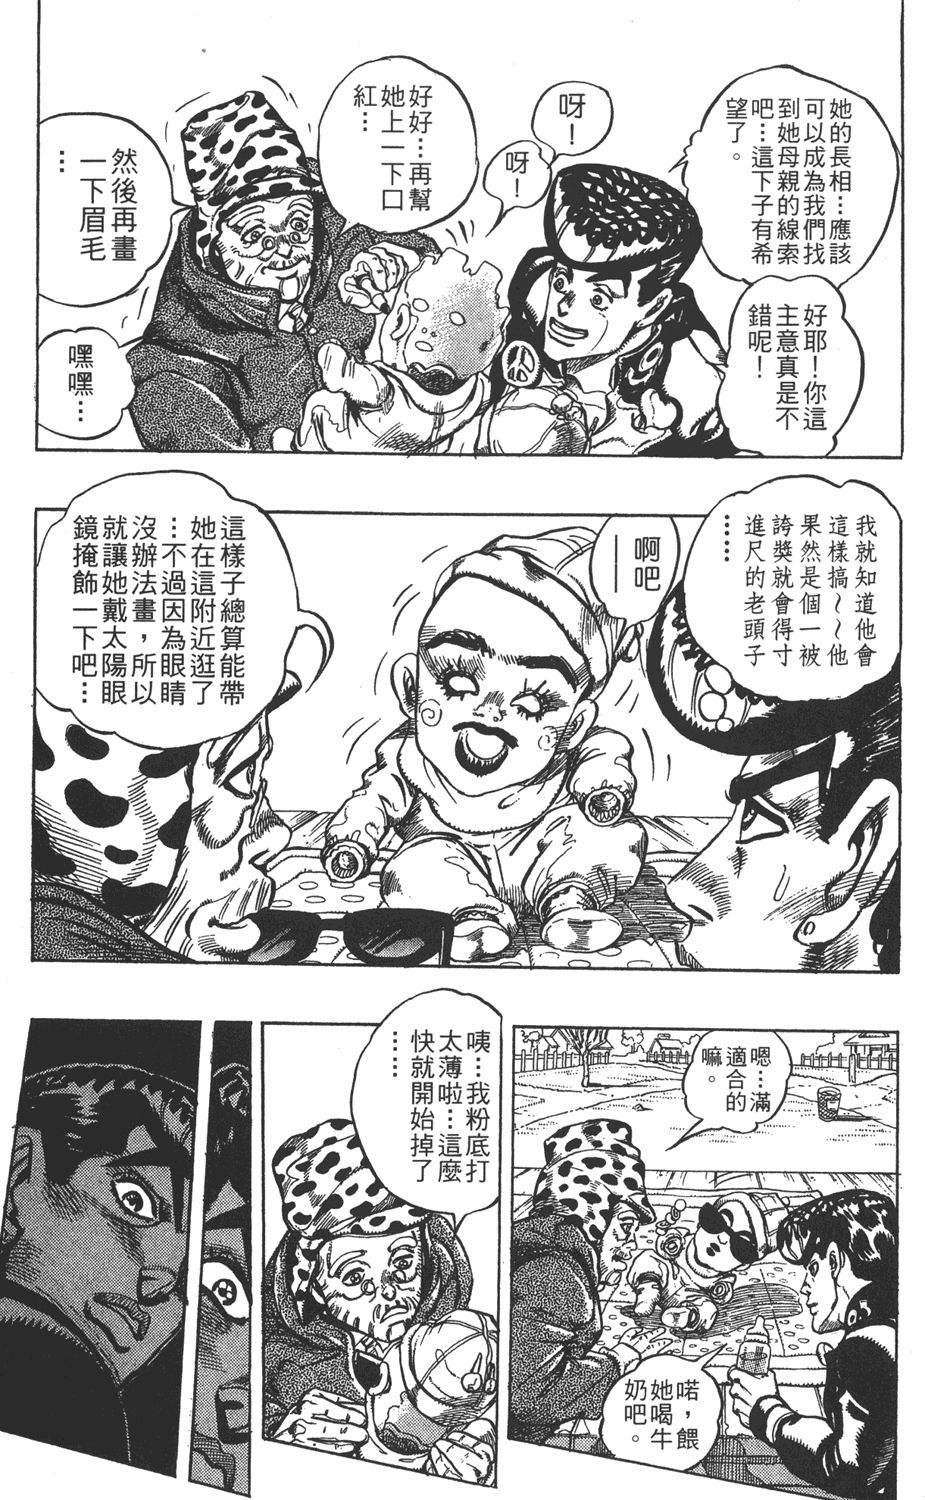 她的長相…應該
可以成為我們找
到她母親的線索
吧…這下子有希
望了。
好耶！你這
主意真是不
錯呢！
呀！
呀！
好好…再幫
她上一下口
紅…
然後再畫
一下眉毛
…
嘿嘿…
我就知道他會
這樣搞～～他
果然是個一被
誇獎就會得寸
進尺的老頭子
……
啊吧
——
這樣子總算能帶
她在這附近逛了
…不過因為眼睛
沒辦法畫，所以
就讓她戴太陽眼
鏡掩飾一下吧…
嗯…滿
適合的
嘛。
喏，餵
她喝牛
奶吧。
咦…我粉底打
太薄啦…這麼
快就開始掉了
……